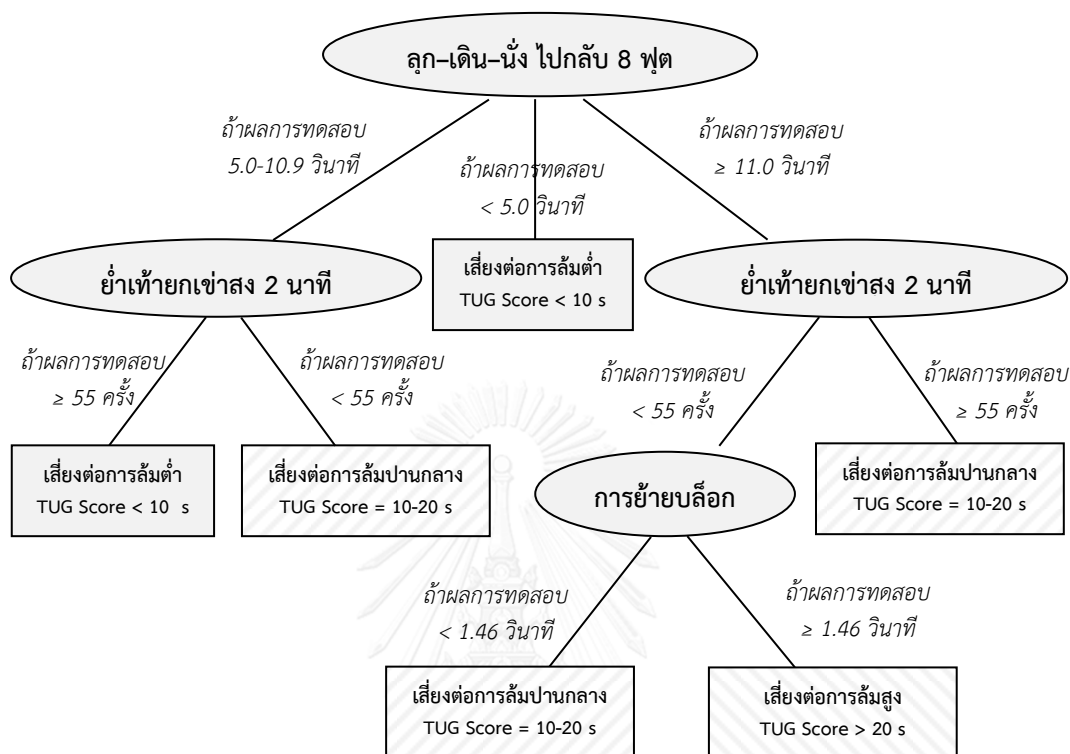 ลุก–เดิน–นั่ง ไปกลับ 8 ฟุต
ถ้าผลการทดสอบ
5.0-10.9 วินาที
ถ้าผลการทดสอบ
< 5.0 วินาที
ถ้าผลการทดสอบ
≥ 11.0 วินาที
ย่ำเท้ายกเข่าสง 2 นาที
เสี่ยงต่อการล้มต่ำ
TUG Score < 10 s
ย่ำเท้ายกเข่าสง 2 นาที
ถ้าผลการทดสอบ
≥ 55 ครั้ง
ถ้าผลการทดสอบ
< 55 ครั้ง
ถ้าผลการทดสอบ
< 55 ครั้ง
ถ้าผลการทดสอบ
≥ 55 ครั้ง
เสี่ยงต่อการล้มต่ำ
TUG Score < 10 s
เสี่ยงต่อการล้มปานกลาง
TUG Score = 10-20 s
การย้ายบล็อก
เสี่ยงต่อการล้มปานกลาง
TUG Score = 10-20 s
ถ้าผลการทดสอบ
< 1.46 วินาที
ถ้าผลการทดสอบ
≥ 1.46 วินาที
เสี่ยงต่อการล้มปานกลาง
TUG Score = 10-20 s
เสี่ยงต่อการล้มสูง
TUG Score > 20 s